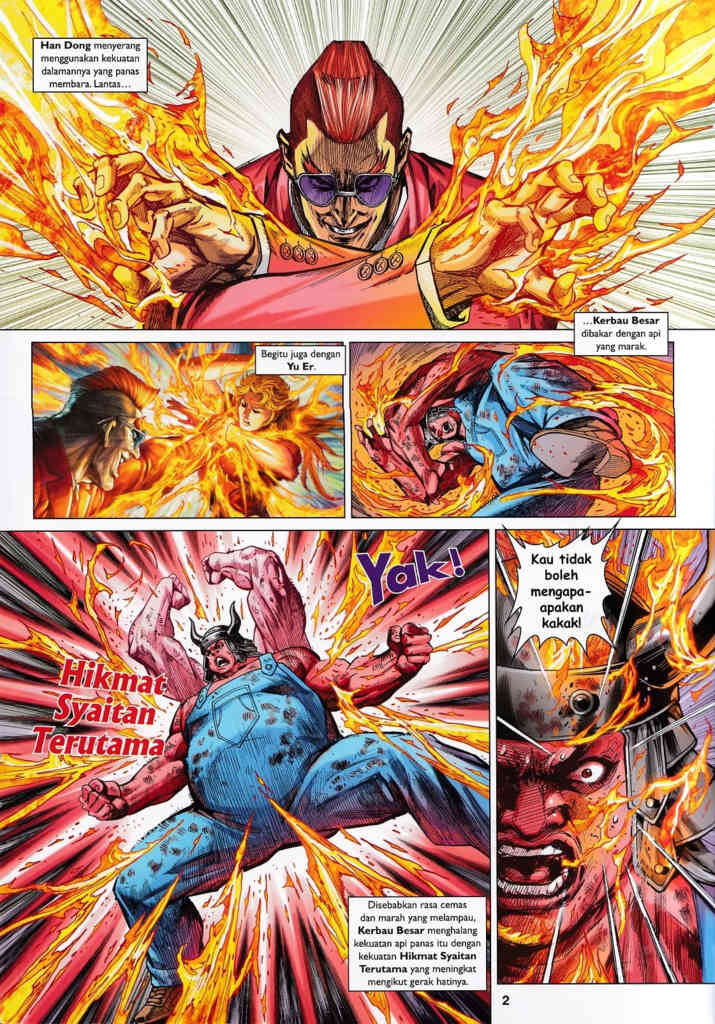 Han Dong menyerang
menggunakan kekuatan
dalamannya yang panas
membara. Lantas...
...Kerbau Besar
dibakar dengan api
yang marak.
Begitu juga dengan
Yu Er.
Yak!
Hikmat
Syaitan
Terutama
Disebabkan rasa cemas
dan marah yang melampau,
Kerbau Besar menghalang
kekuatan api panas itu dengan
kekuatan Hikmat Syaitan
Terutama yang meningkat
mengikut gerak hatinya.
Kau tidak
boleh
mengapa-
apakan
kakak!
2